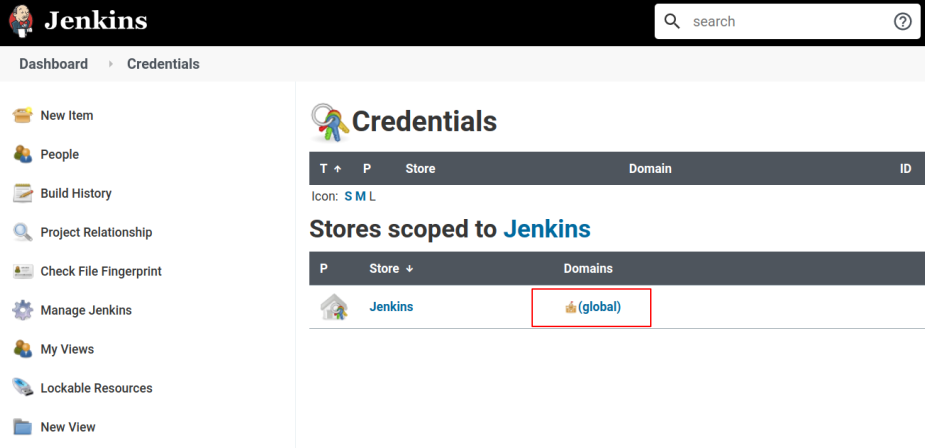 Jenkins
search
Dashboard Credentials
New Item
People
Build History
Project Relationship
Check File Fingerprint
Manage Jenkins
My Views
Lockable Resources
New View
Credentials
T ↑ P Store Domain ID
Icon: S M L
Stores scoped to Jenkins
P Store ↓ Domains
Jenkins (global)